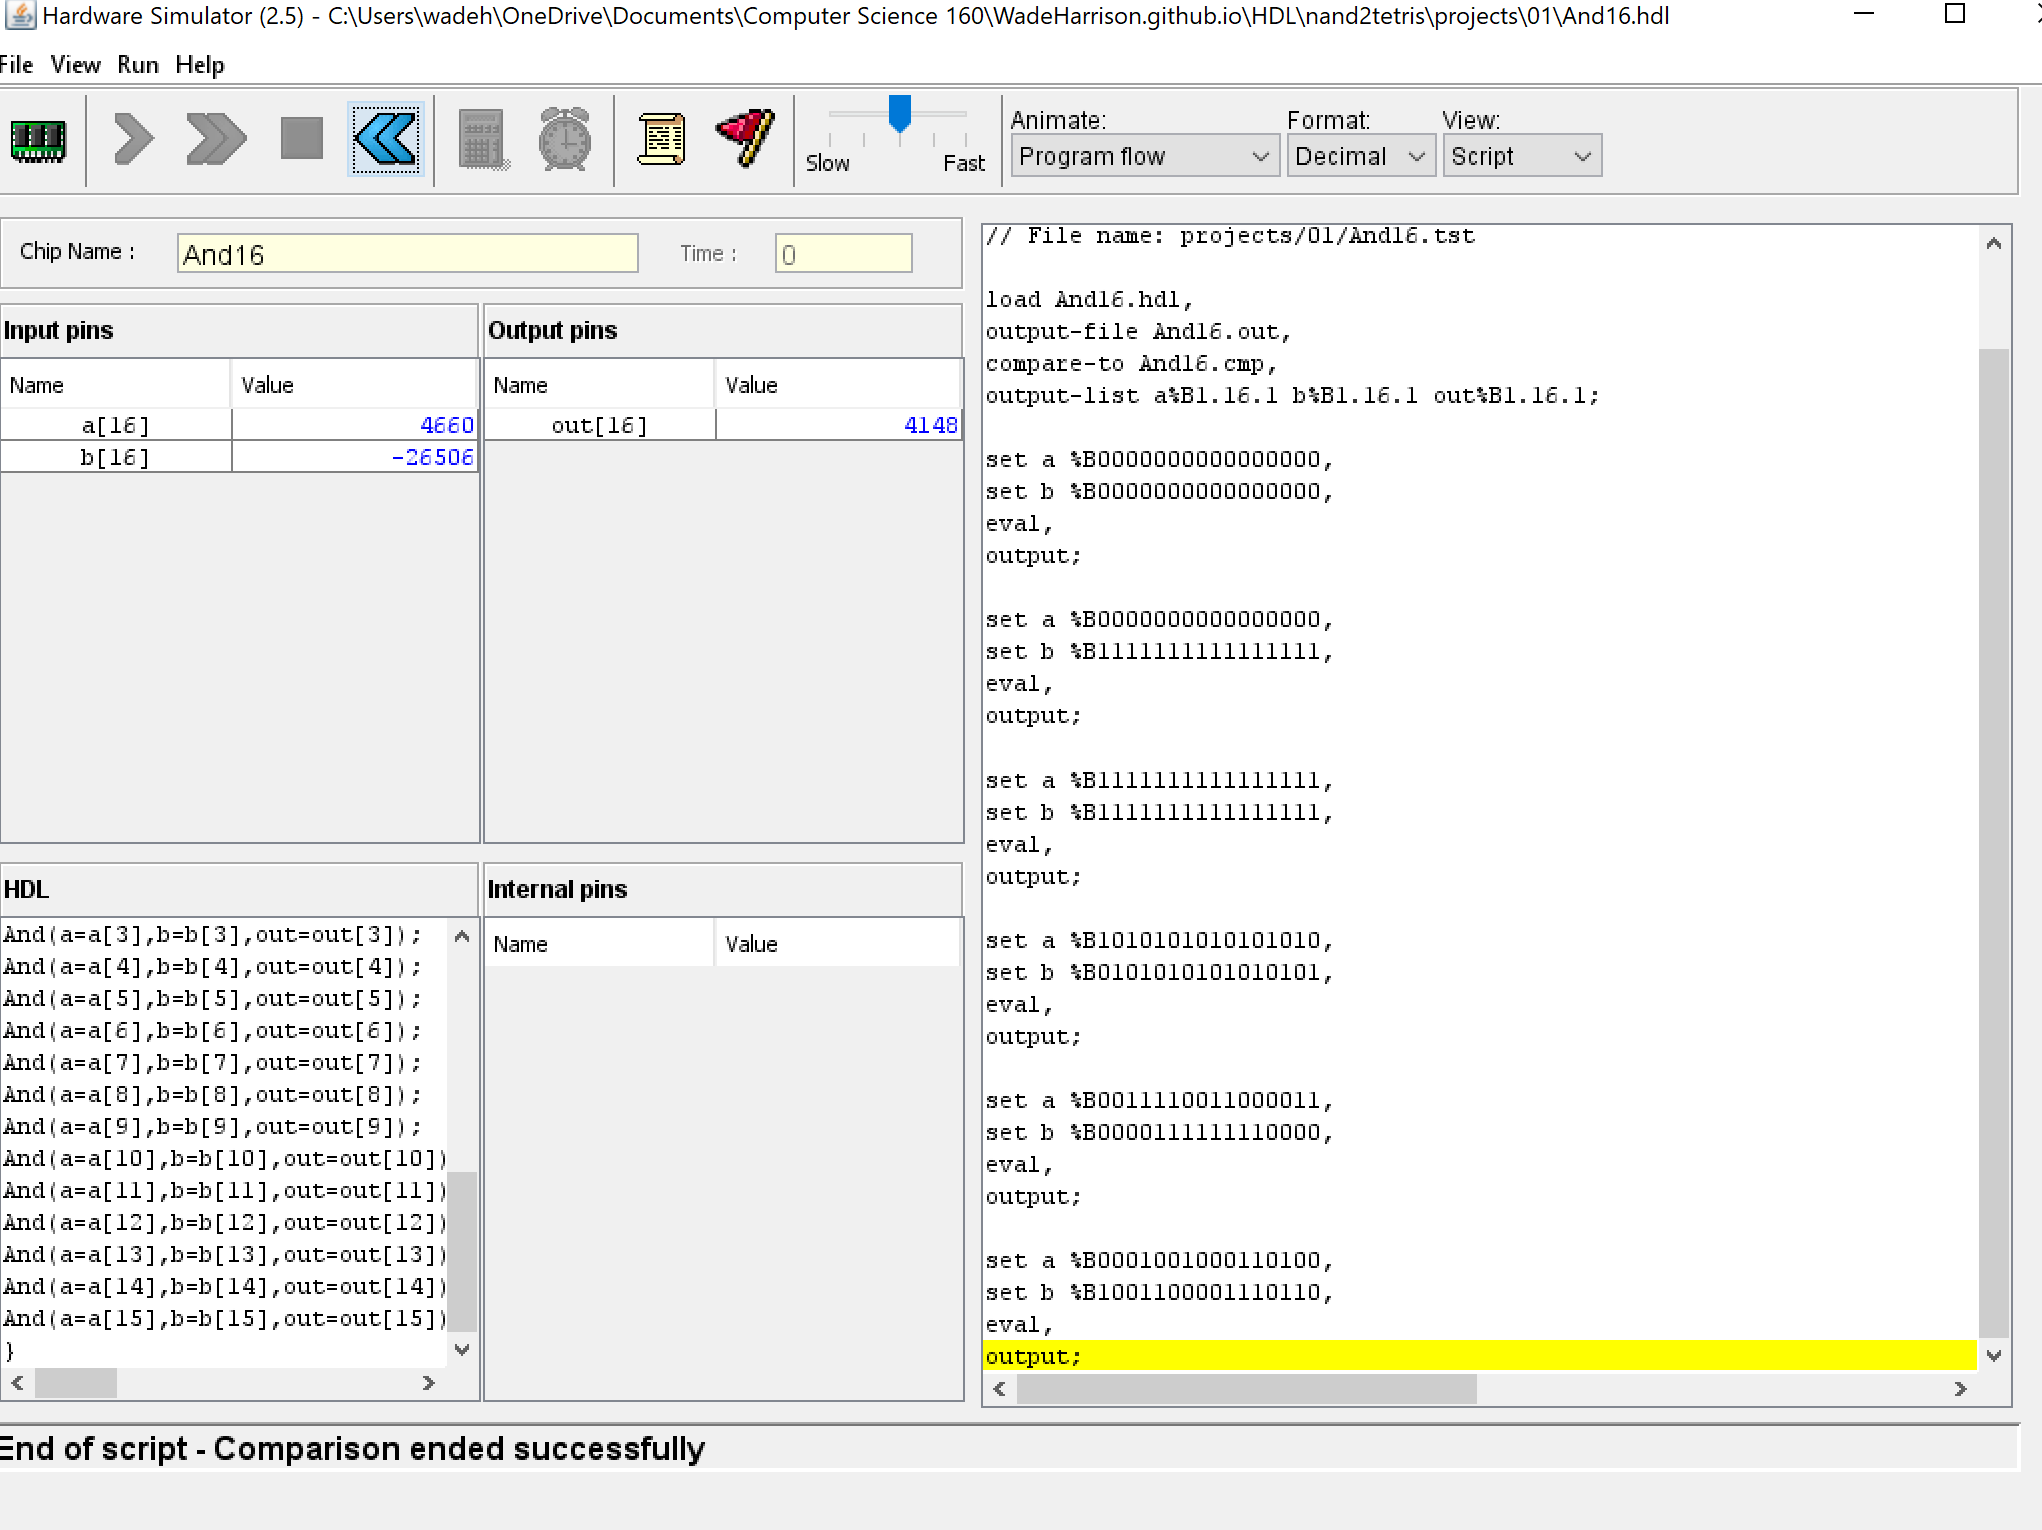 Hardware Simulator (2.5) - C:\Users\wadeh\OneDrive\Documents\Computer Science 160\WadeHarrison.github.io\HDL\nand2tetris\projects\01\And16.hdl
File View Run Help
Animate: Format: View:
Slow Fast Program flow Decimal Script
Chip Name : And16 Time : 0
Input pins
Name Value
a[16] 4660
b[16] -26506
Output pins
Name Value
out[16] 4148
HDL
And(a=a[3],b=b[3],out=out[3]);
And(a=a[4],b=b[4],out=out[4]);
And(a=a[5],b=b[5],out=out[5]);
And(a=a[6],b=b[6],out=out[6]);
And(a=a[7],b=b[7],out=out[7]);
And(a=a[8],b=b[8],out=out[8]);
And(a=a[9],b=b[9],out=out[9]);
And(a=a[10],b=b[10],out=out[10])
And(a=a[11],b=b[11],out=out[11])
And(a=a[12],b=b[12],out=out[12])
And(a=a[13],b=b[13],out=out[13])
And(a=a[14],b=b[14],out=out[14])
And(a=a[15],b=b[15],out=out[15])
}
Internal pins
Name Value
// File name: projects/01/And16.tst
load And16.hdl,
output-file And16.out,
compare-to And16.cmp,
output-list a%B1.16.1 b%B1.16.1 out%B1.16.1;
set a %B0000000000000000,
set b %B0000000000000000,
eval,
output;
set a %B0000000000000000,
set b %B1111111111111111,
eval,
output;
set a %B1111111111111111,
set b %B1111111111111111,
eval,
output;
set a %B1010101010101010,
set b %B0101010101010101,
eval,
output;
set a %B0011110011000011,
set b %B0000111111110000,
eval,
output;
set a %B0001001000110100,
set b %B1001100001110110,
eval,
output;
End of script - Comparison ended successfully